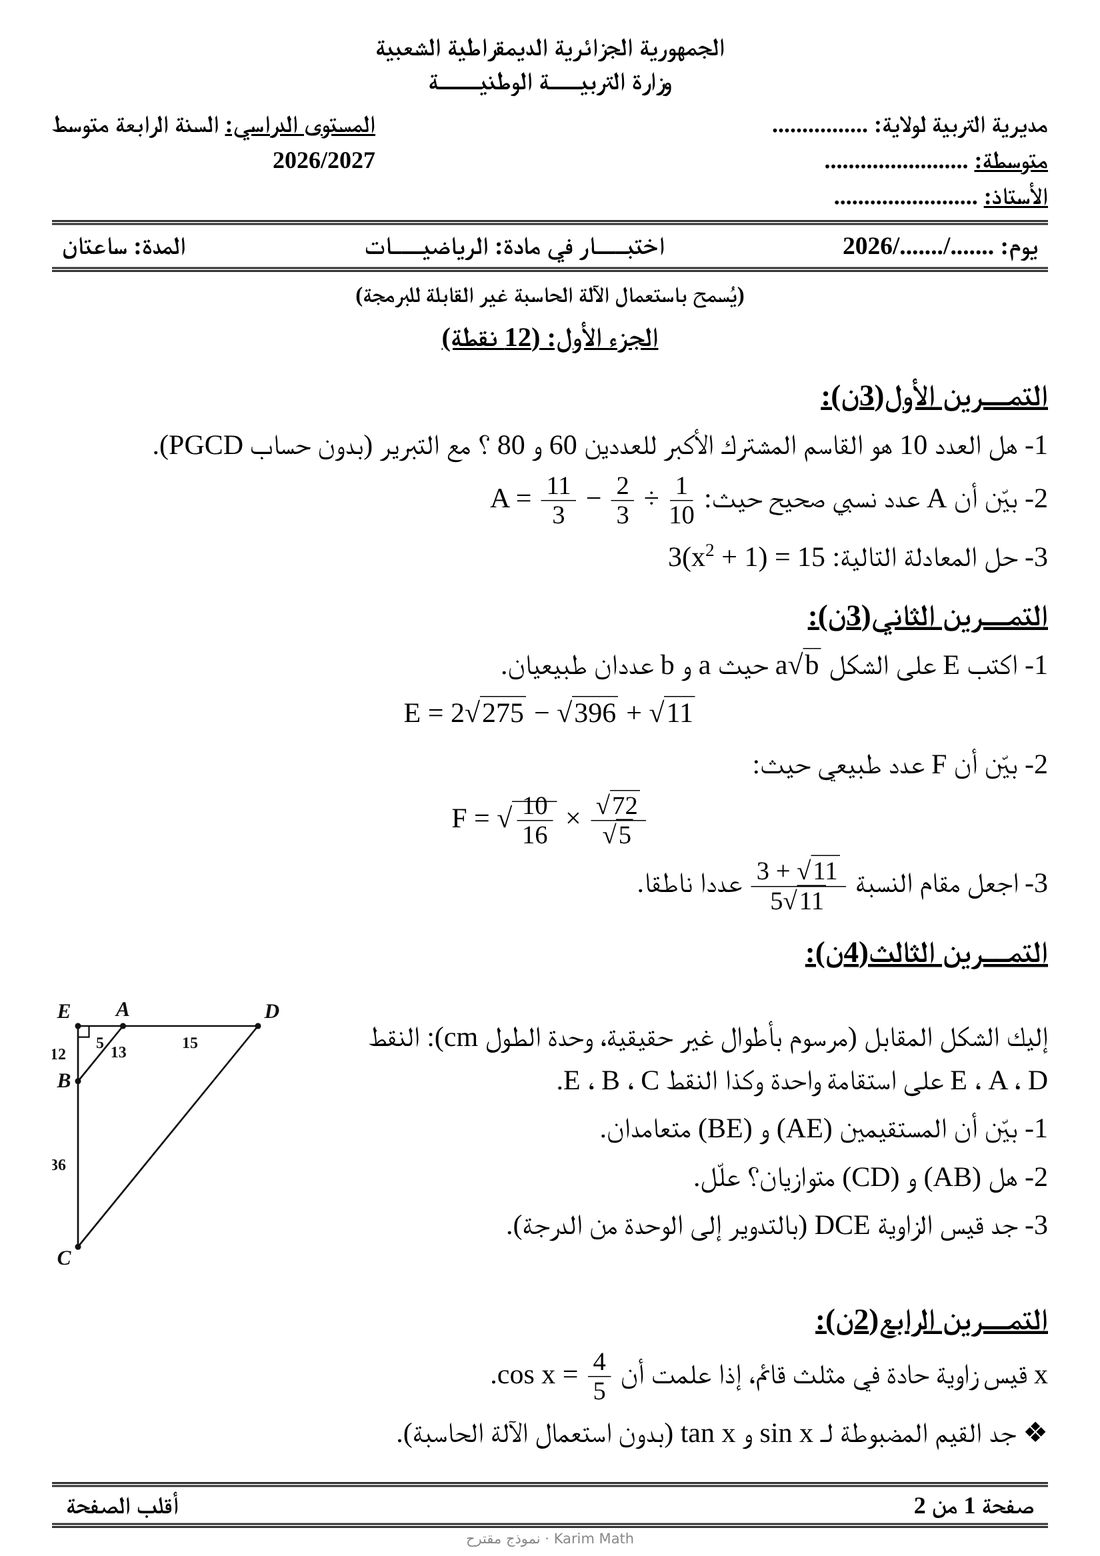 الجمهورية الجزائرية الديمقراطية الشعبية
وزارة التربيـــــة الوطنيـــــــة
مديرية التربية لولاية: ................
المستوى الدراسي: السنة الرابعة متوسط
متوسطة: ........................
2026/2027
الأستاذ: ........................
يوم: ......./......./2026
اختبـــــار في مادة: الرياضيـــــات
المدة: ساعتان
(يُسمح باستعمال الآلة الحاسبة غير القابلة للبرمجة)
الجزء الأول: (12 نقطة)
التمــــرين الأول(3ن):
1- هل العدد 10 هو القاسم المشترك الأكبر للعددين 60 و 80 ؟ مع التبرير (بدون حساب PGCD).
2- بيّن أن A عدد نسبي صحيح حيث: A = 11/3 − 2/3 ÷ 1/10
3- حل المعادلة التالية: 3(x² + 1) = 15
التمــــرين الثاني(3ن):
1- اكتب E على الشكل a√b حيث a و b عددان طبيعيان.
E = 2√275 − √396 + √11
2- بيّن أن F عدد طبيعي حيث:
F = √(10/16) × √72/√5
3- اجعل مقام النسبة (3 + √11)/(5√11) عددا ناطقا.
التمــــرين الثالث(4ن):
إليك الشكل المقابل (مرسوم بأطوال غير حقيقية، وحدة الطول cm): النقط
E ، A ، D على استقامة واحدة وكذا النقط E ، B ، C.
1- بيّن أن المستقيمين (AE) و (BE) متعامدان.
2- هل (AB) و (CD) متوازيان؟ علّل.
3- جد قيس الزاوية DCE (بالتدوير إلى الوحدة من الدرجة).
E
A
D
5
13
15
12
B
36
C
التمــــرين الرابع(2ن):
x قيس زاوية حادة في مثلث قائم، إذا علمت أن cos x = 4/5.
❖ جد القيم المضبوطة لـ sin x و tan x (بدون استعمال الآلة الحاسبة).
صفحة 1 من 2
أقلب الصفحة
نموذج مقترح · Karim Math